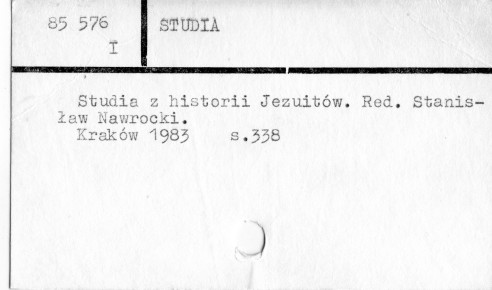 85 576
I
STUDIA
Studia z historii Jezuitów. Red. Stanis-
ław Nawrocki.
Kraków 1983 s.338